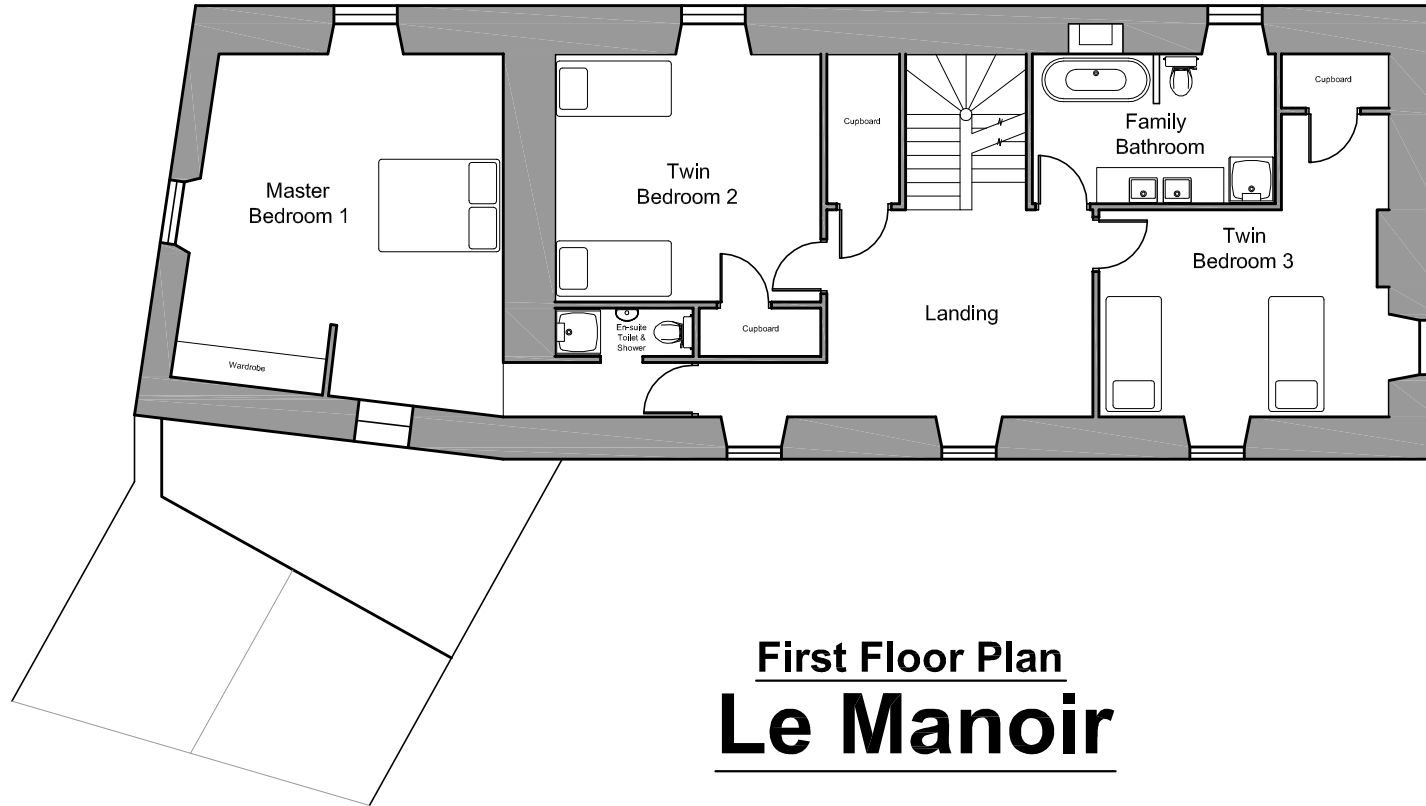 Master
Bedroom 1
Wardrobe
Twin
Bedroom 2
En-suite
Toilet &
Shower
Cupboard
Cupboard
Landing
Family
Bathroom
Cupboard
Twin
Bedroom 3
First Floor Plan
Le Manoir